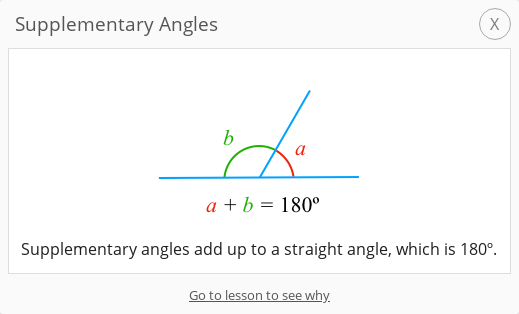 Supplementary Angles
X
b
a
a + b = 180º
Supplementary angles add up to a straight angle, which is 180º.
Go to lesson to see why